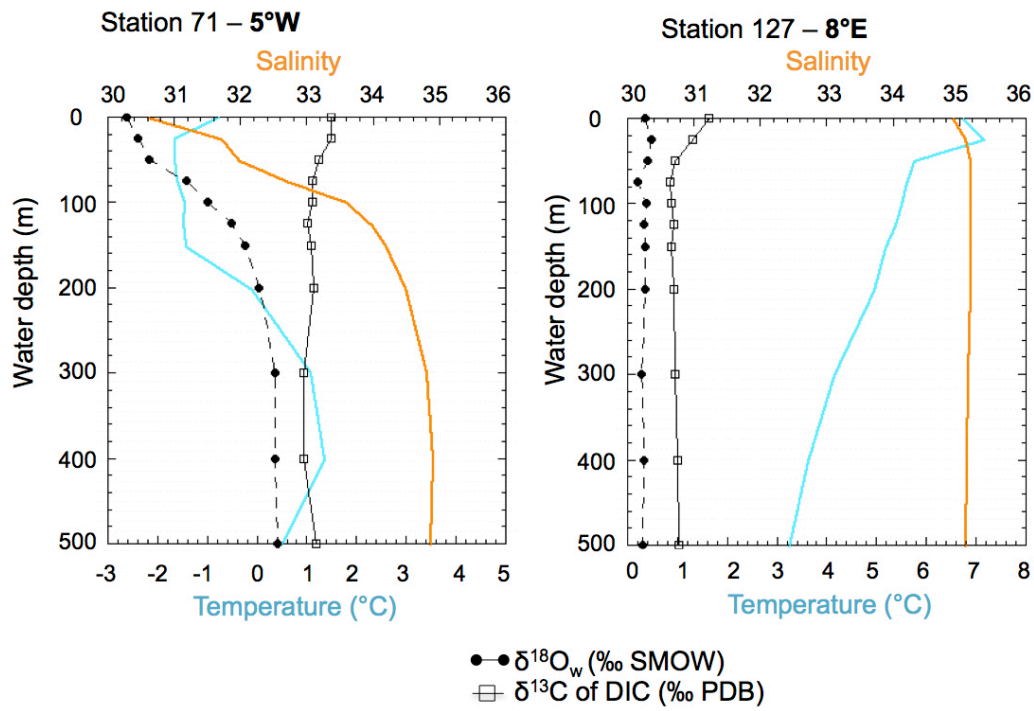 Station 71 – 5°W
Salinity
30 31 32 33 34 35 36
0
100
200
300
400
500
Water depth (m)
-3 -2 -1 0 1 2 3 4 5
Temperature (°C)
Station 127 – 8°E
Salinity
30 31 32 33 34 35 36
0
100
200
300
400
500
Water depth (m)
0 1 2 3 4 5 6 7 8
Temperature (°C)
δ¹⁸Ow (‰ SMOW)
δ¹³C of DIC (‰ PDB)